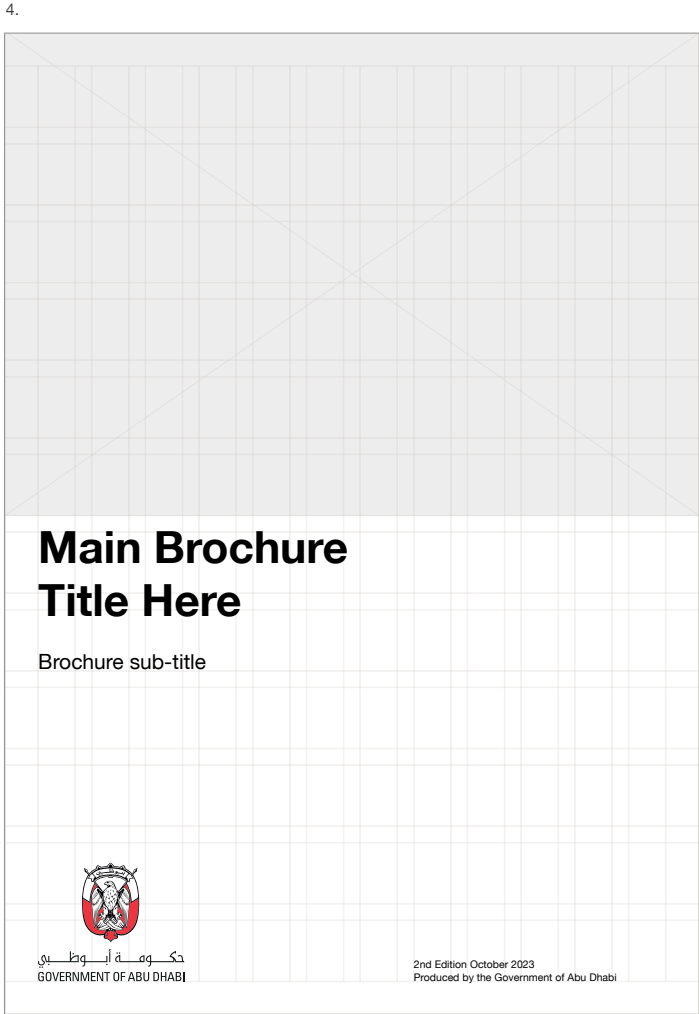 4.
Main Brochure
Title Here
Brochure sub-title
حكومة أبوظبي
GOVERNMENT OF ABU DHABI
2nd Edition October 2023
Produced by the Government of Abu Dhabi